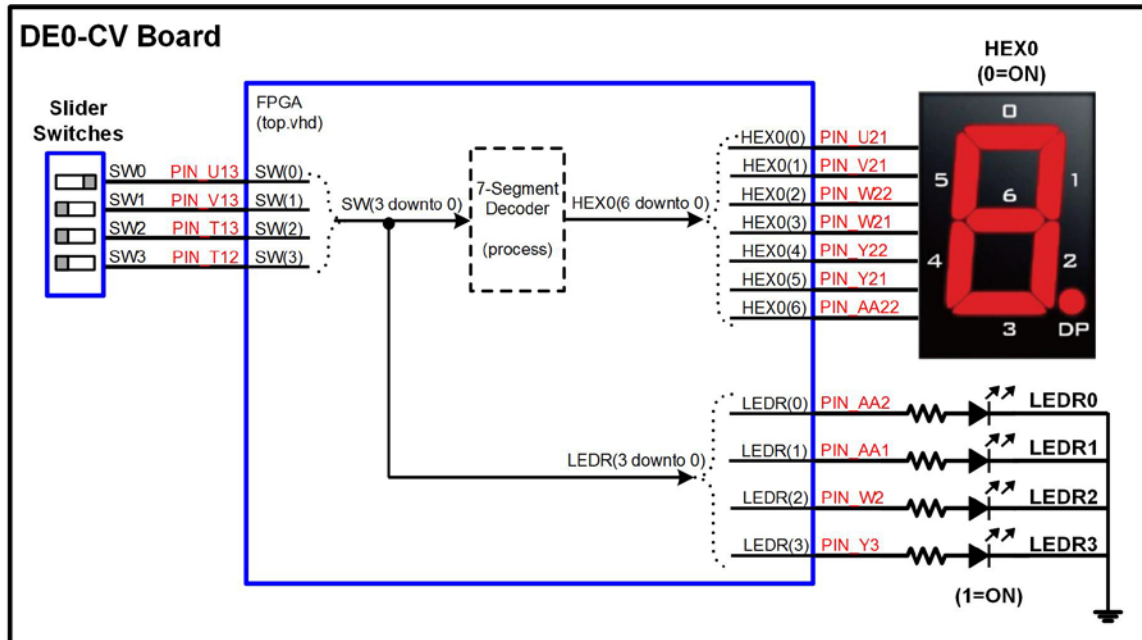 DE0-CV Board
HEX0
(0=ON)
Slider
Switches
FPGA
(top.vhd)
SW0 PIN_U13 SW(0)
SW1 PIN_V13 SW(1)
SW2 PIN_T13 SW(2)
SW3 PIN_T12 SW(3)
SW(3 downto 0)
7-Segment
Decoder
(process)
HEX0(6 downto 0)
HEX0(0) PIN_U21
HEX0(1) PIN_V21
HEX0(2) PIN_W22
HEX0(3) PIN_W21
HEX0(4) PIN_Y22
HEX0(5) PIN_Y21
HEX0(6) PIN_AA22
0
5 1
6
4 2
3 DP
LEDR(3 downto 0)
LEDR(0) PIN_AA2 LEDR0
LEDR(1) PIN_AA1 LEDR1
LEDR(2) PIN_W2 LEDR2
LEDR(3) PIN_Y3 LEDR3
(1=ON)